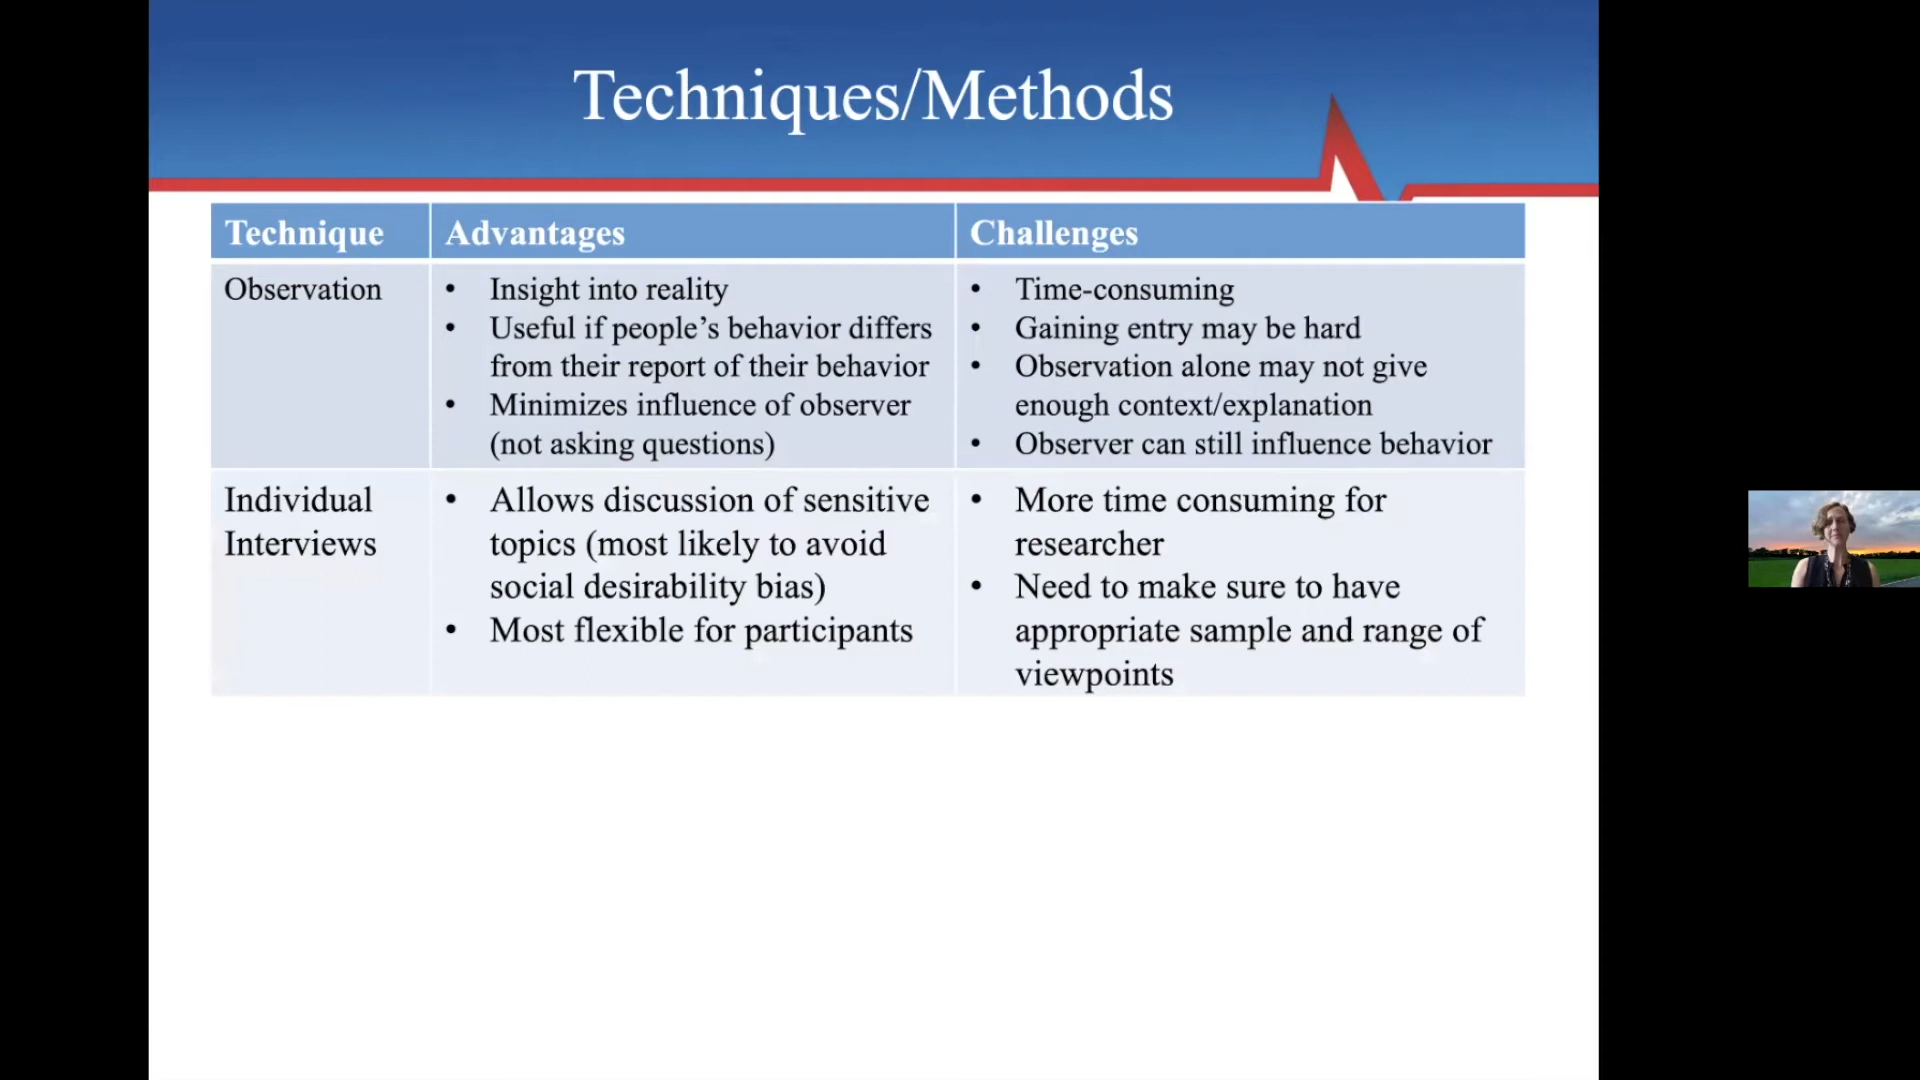 Techniques/Methods
Technique
Advantages
Challenges
Observation
• Insight into reality
• Useful if people’s behavior differs
from their report of their behavior
• Minimizes influence of observer
(not asking questions)
• Time-consuming
• Gaining entry may be hard
• Observation alone may not give
enough context/explanation
• Observer can still influence behavior
Individual
Interviews
• Allows discussion of sensitive
topics (most likely to avoid
social desirability bias)
• Most flexible for participants
• More time consuming for
researcher
• Need to make sure to have
appropriate sample and range of
viewpoints